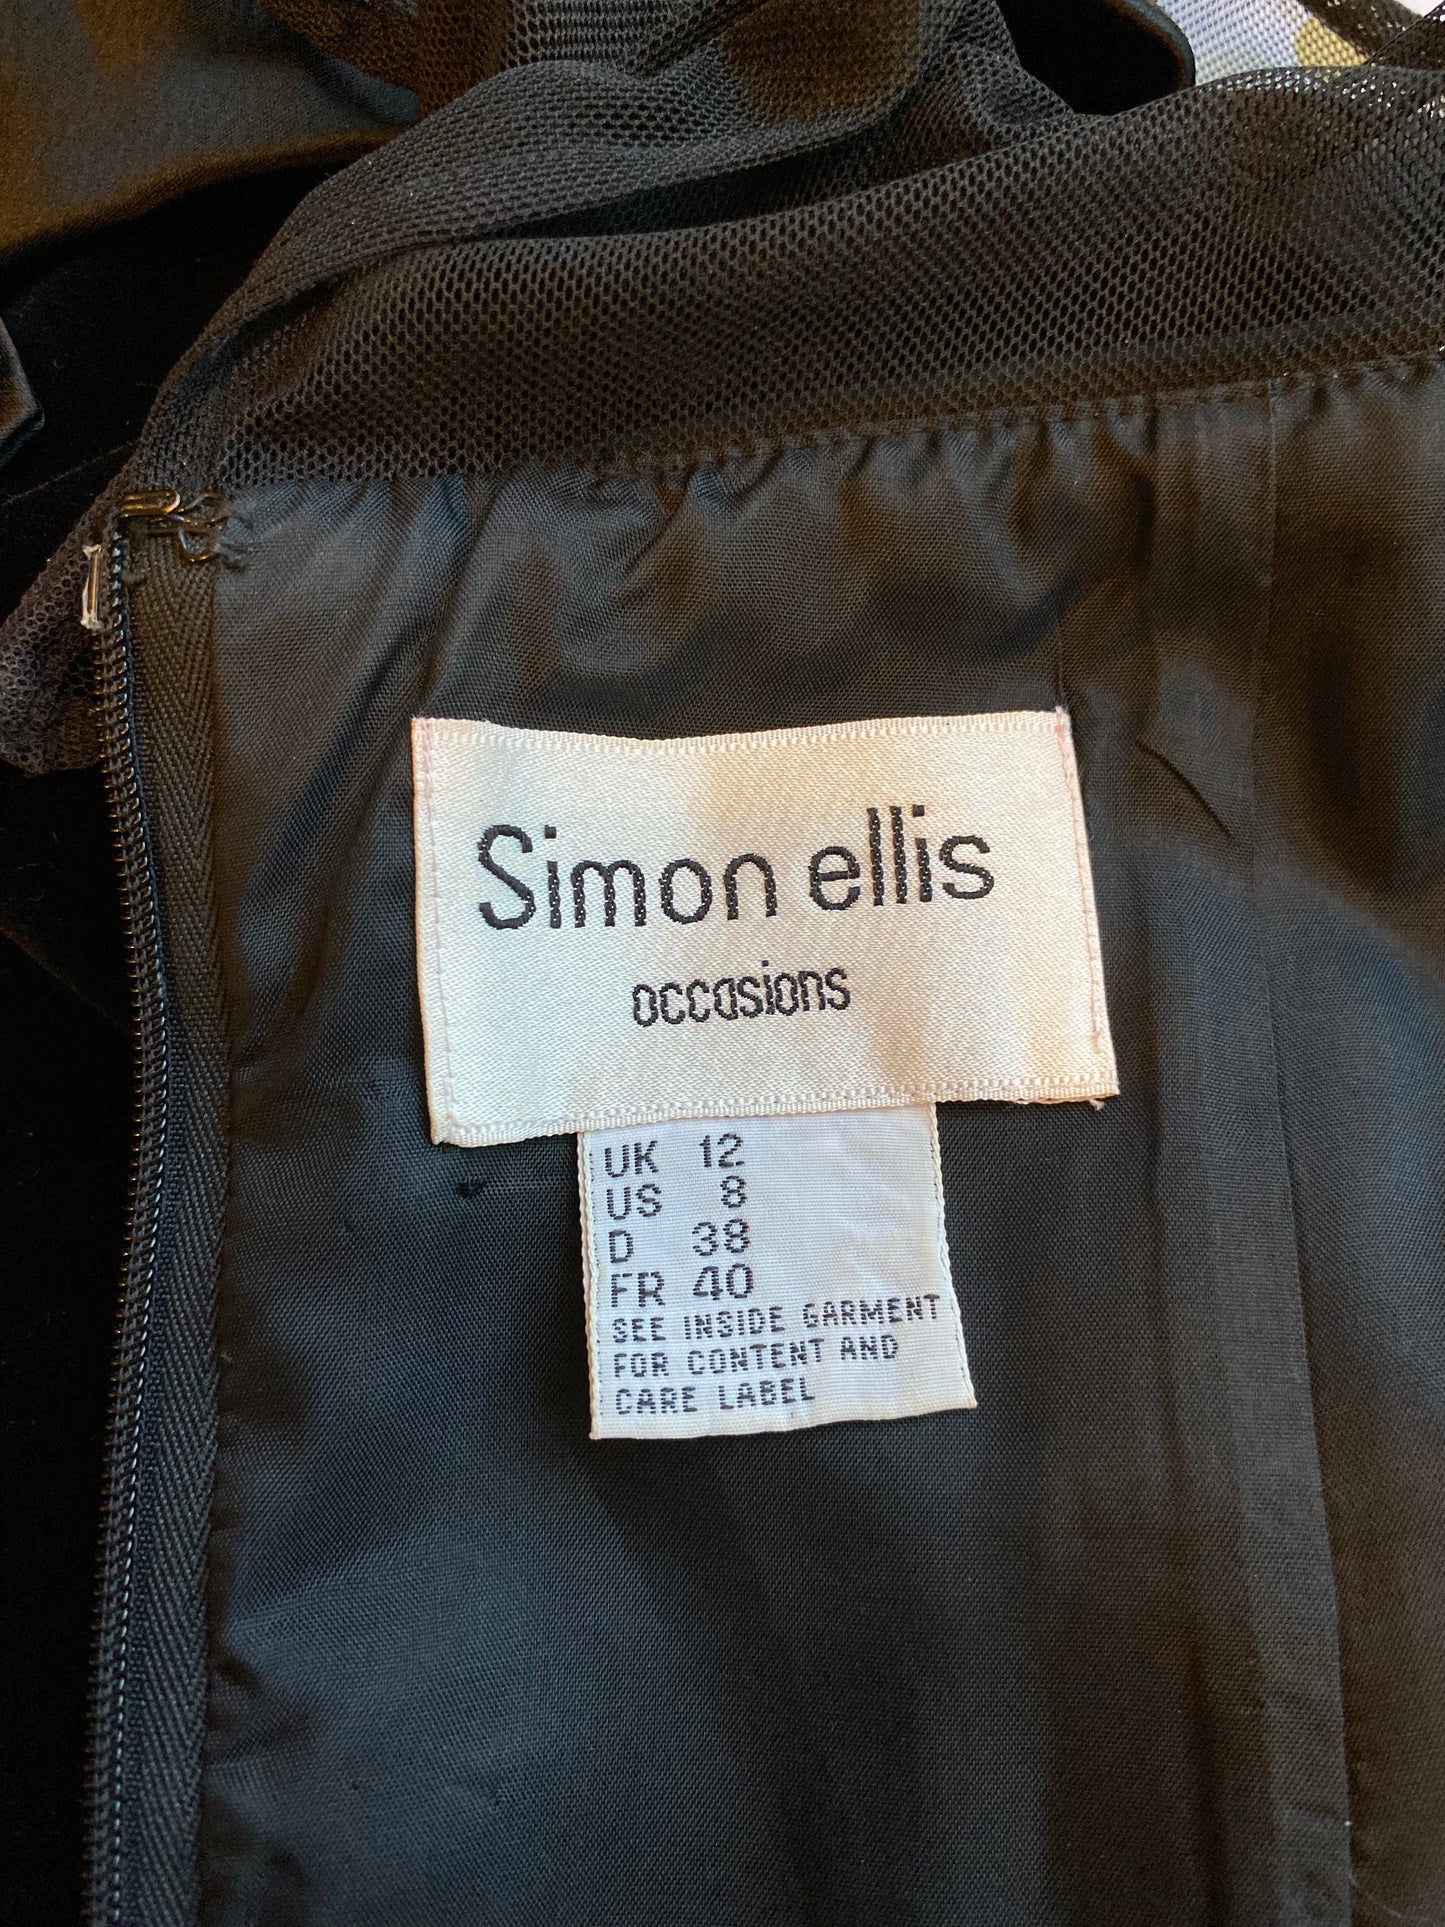 Simon ellis
occasions
UK 12
US 8
D 38
FR 40
SEE INSIDE GARMENT
FOR CONTENT AND
CARE LABEL